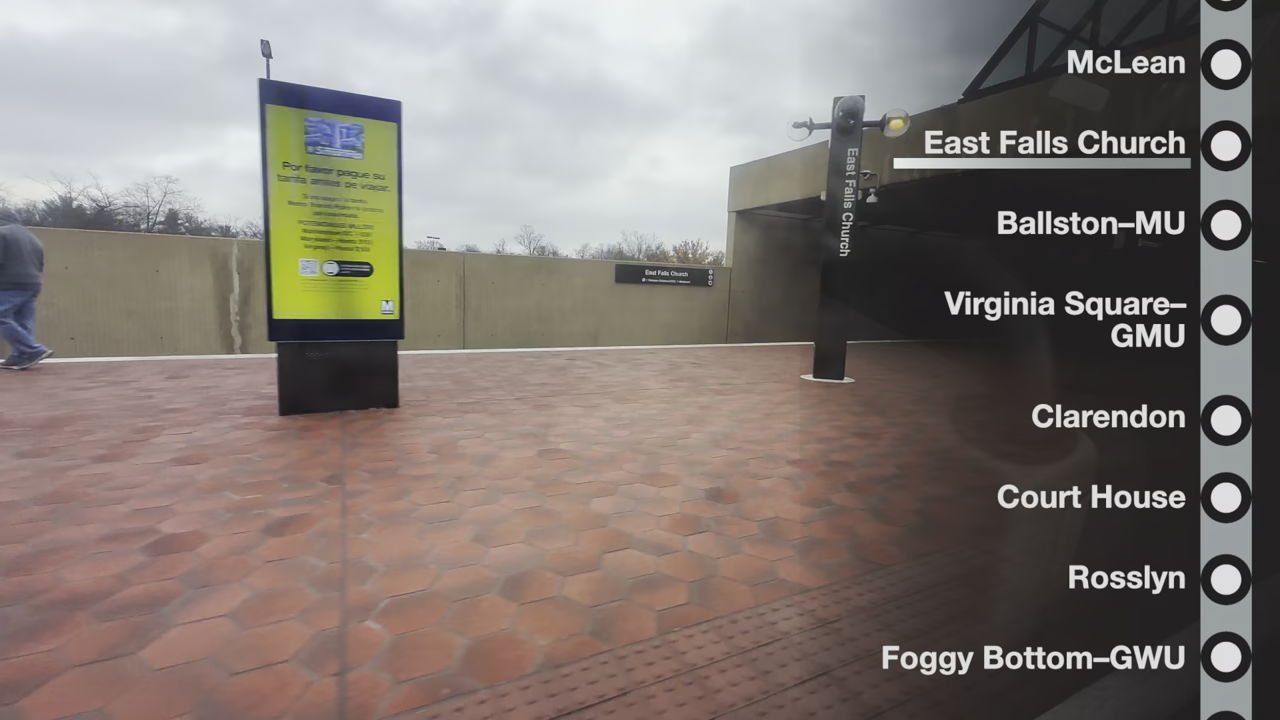 Por favor pague su
tarifa antes de viajar.
East Falls Church
East Falls Church
McLean
East Falls Church
Ballston–MU
Virginia Square–
GMU
Clarendon
Court House
Rosslyn
Foggy Bottom–GWU